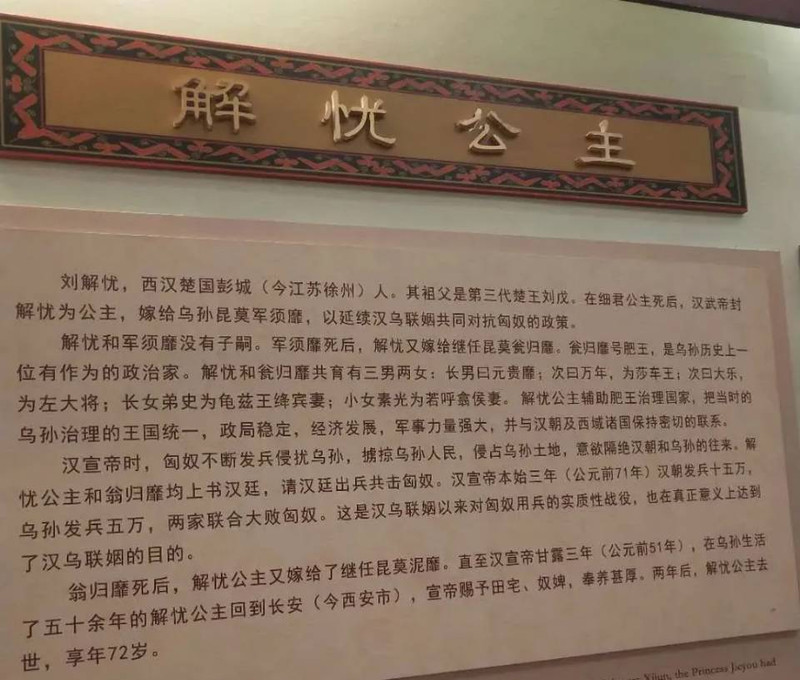 解忧公主
刘解忧，西汉楚国彭城（今江苏徐州）人。其祖父是第三代楚王刘戊。在细君公主死后，汉武帝封
解忧为公主，嫁给乌孙昆莫军须靡，以延续汉乌联姻共同对抗匈奴的政策。
解忧和军须靡没有子嗣。军须靡死后，解忧又嫁给继任昆莫瓮归靡。瓮归靡号肥王，是乌孙历史上一
位有作为的政治家。解忧和瓮归靡共育有三男两女：长男曰元贵靡；次曰万年，为莎车王；次曰大乐，
为左大将；长女弟史为龟兹王绛宾妻；小女素光为若呼翕侯妻。解忧公主辅助肥王治理国家，把当时的
乌孙治理的王国统一，政局稳定，经济发展，军事力量强大，并与汉朝及西域诸国保持密切的联系。
汉宣帝时，匈奴不断发兵侵扰乌孙，掳掠乌孙人民，侵占乌孙土地，意欲隔绝汉朝和乌孙的往来。解
忧公主和翁归靡均上书汉廷，请汉廷出兵共击匈奴。汉宣帝本始三年（公元前71年）汉朝发兵十五万，
乌孙发兵五万，两家联合大败匈奴。这是汉乌联姻以来对匈奴用兵的实质性战役，也在真正意义上达到
了汉乌联姻的目的。
翁归靡死后，解忧公主又嫁给了继任昆莫泥靡。直至汉宣帝甘露三年（公元前51年），在乌孙生活
了五十余年的解忧公主回到长安（今西安市），宣帝赐予田宅、奴婢，奉养甚厚。两年后，解忧公主去
世，享年72岁。
Xijun, the Princess Jieyou had